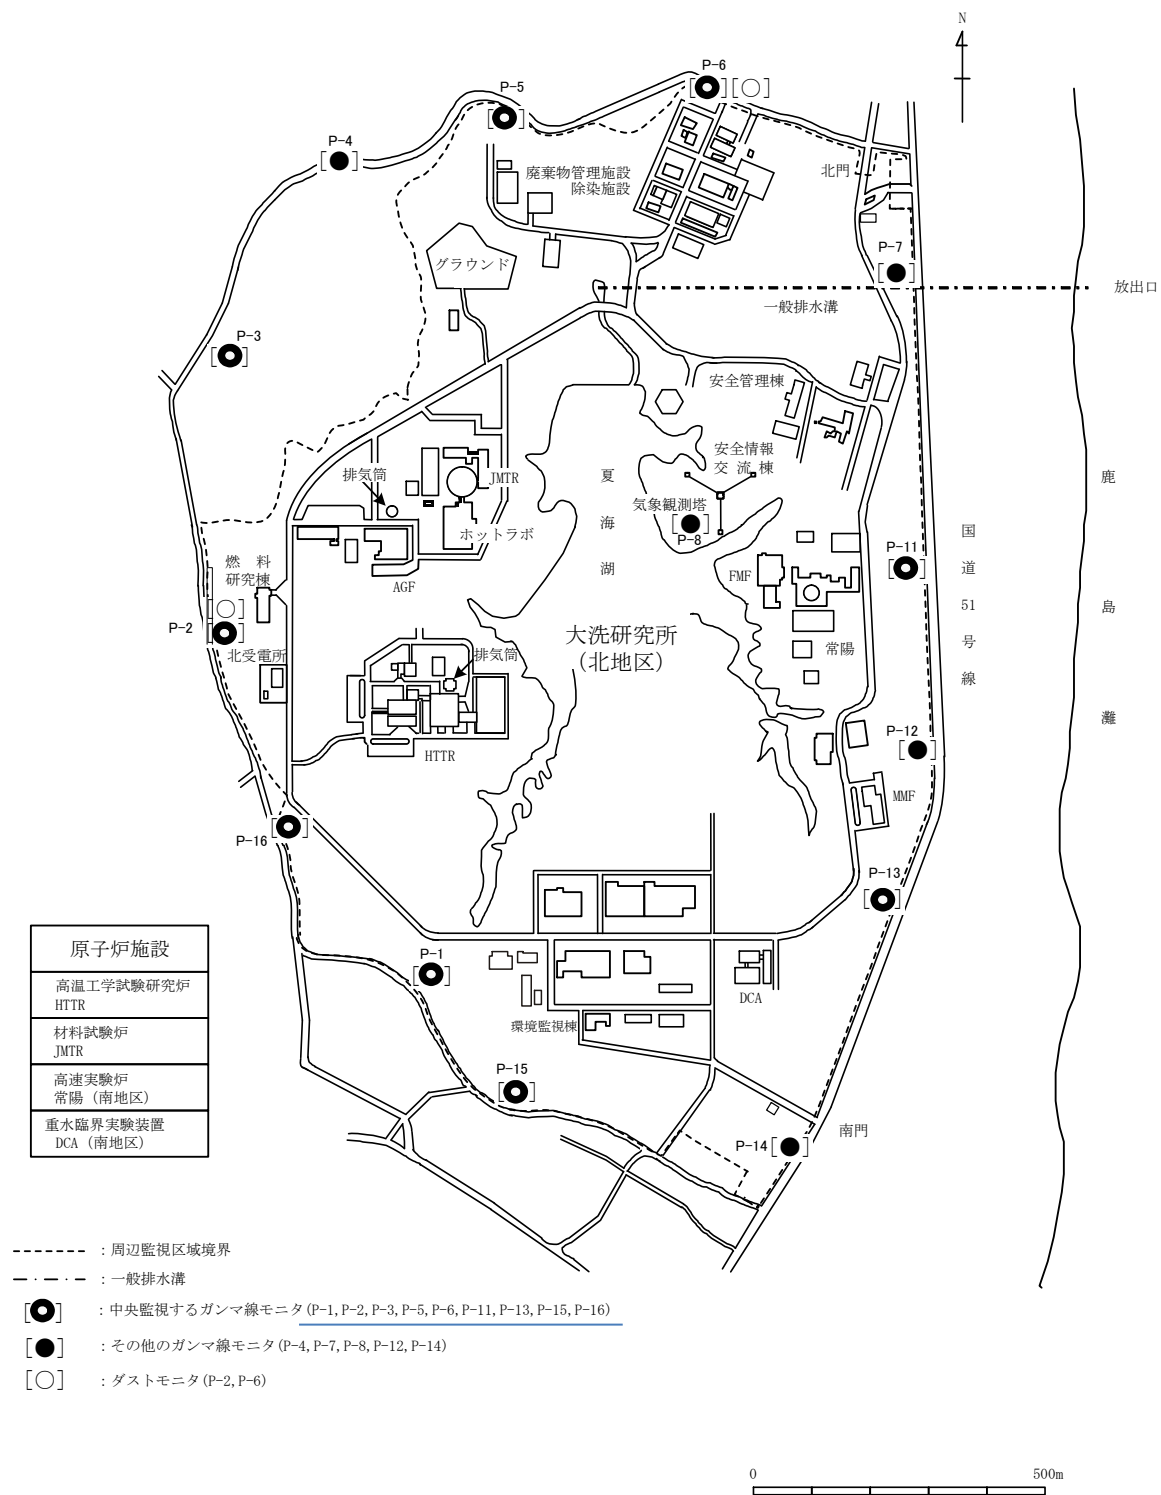 N
P-6
P-5
P-4
廃棄物管理施設
除染施設
北門
P-7
グラウンド
放出口
一般排水溝
P-3
安全管理棟
安全情報
交流棟
排気筒
JMTR
夏海湖
気象観測塔
P-8
鹿島灘
国道51号線
ホットラボ
P-11
燃料
研究棟
AGF
FMF
P-2
大洗研究所
(北地区)
北受電所
排気筒
常陽
P-12
HTTR
MMF
P-16
P-13
原子炉施設
高温工学試験研究炉
HTTR
材料試験炉
JMTR
高速実験炉
常陽(南地区)
重水臨界実験装置
DCA(南地区)
P-1
DCA
環境監視棟
P-15
南門
P-14
:周辺監視区域境界
:一般排水溝
:中央監視するガンマ線モニタ(P-1,P-2,P-3,P-5,P-6,P-11,P-13,P-15,P-16)
:その他のガンマ線モニタ(P-4,P-7,P-8,P-12,P-14)
:ダストモニタ(P-2,P-6)
0 500m